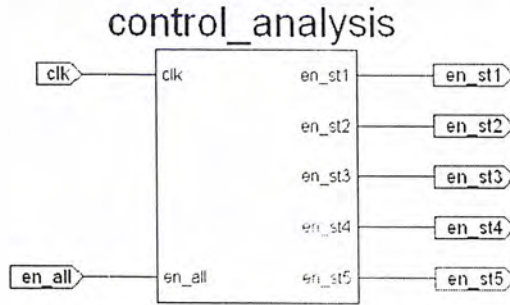 control_analysis
clk clk en_st1 en_st1
en_st2 en_st2
en_st3 en_st3
en_st4 en_st4
en_all en_all en_st5 en_st5